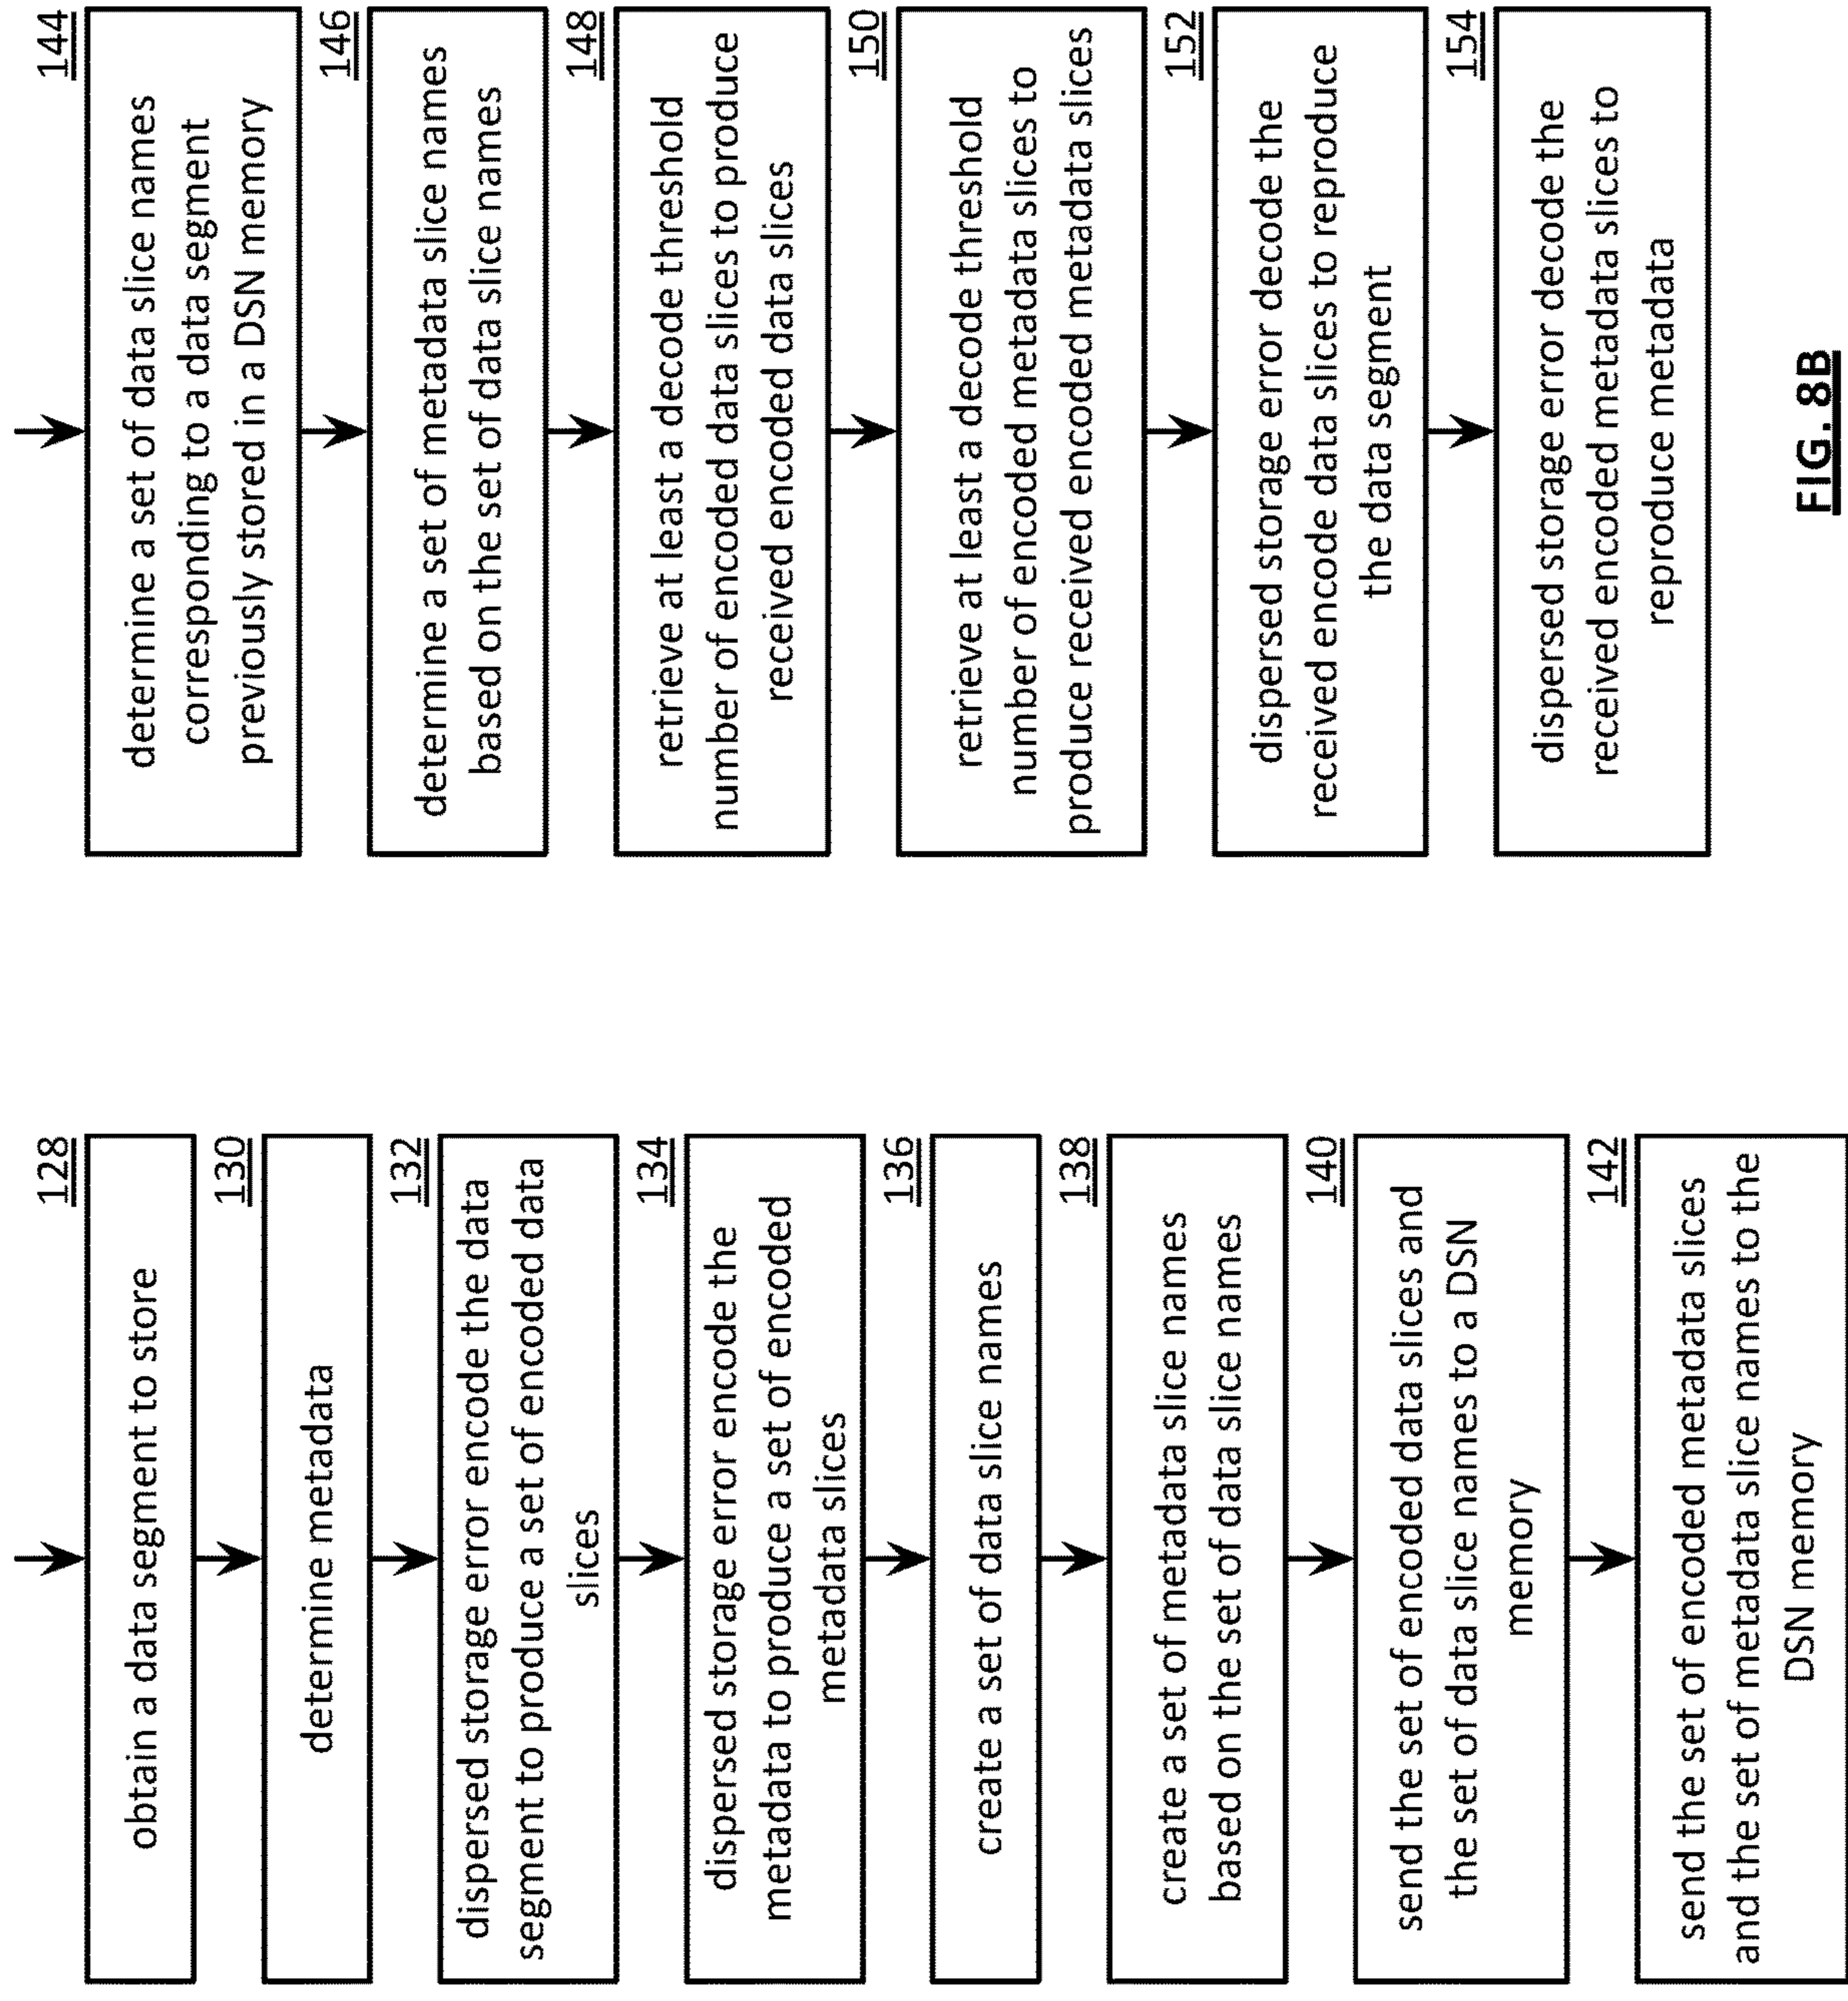 128
obtain a data segment to store
130
determine metadata
132
dispersed storage error encode the data
segment to produce a set of encoded data
slices
134
dispersed storage error encode the
metadata to produce a set of encoded
metadata slices
136
create a set of data slice names
138
create a set of metadata slice names
based on the set of data slice names
140
send the set of encoded data slices and
the set of data slice names to a DSN
memory
142
send the set of encoded metadata slices
and the set of metadata slice names to the
DSN memory
144
determine a set of data slice names
corresponding to a data segment
previously stored in a DSN memory
146
determine a set of metadata slice names
based on the set of data slice names
148
retrieve at least a decode threshold
number of encoded data slices to produce
received encoded data slices
150
retrieve at least a decode threshold
number of encoded metadata slices to
produce received encoded metadata slices
152
dispersed storage error decode the
received encode data slices to reproduce
the data segment
154
dispersed storage error decode the
received encoded metadata slices to
reproduce metadata
FIG. 8B